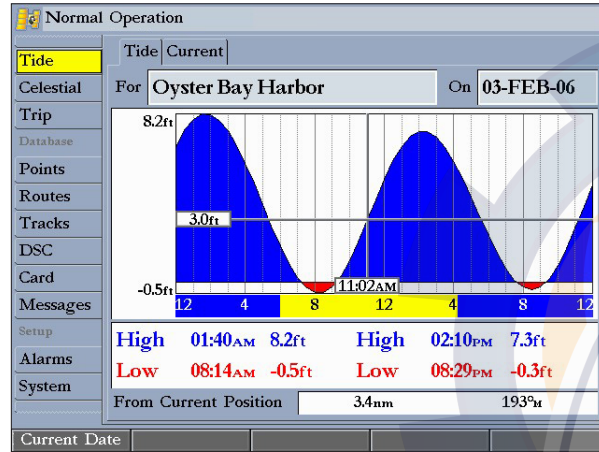 Normal Operation
Tide
Celestial
Trip
Database
Points
Routes
Tracks
DSC
Card
Messages
Setup
Alarms
System
Tide Current
For Oyster Bay Harbor On 03-FEB-06
8.2ft
3.0ft
11:02AM
-0.5ft
12 4 8 12 4 8 12
High 01:40AM 8.2ft High 02:10PM 7.3ft
Low 08:14AM -0.5ft Low 08:29PM -0.3ft
From Current Position 3.4nm 193°M
Current Date